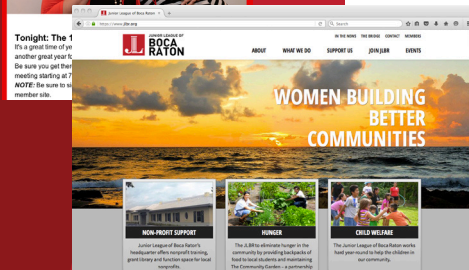 Tonight: The 1
It's a great time of ye
another great year fo
Be sure you get ther
meeting starting at 7
NOTE: Be sure to si
member site.
Junior League of Boca Raton
https://www.jlbr.org
Search
JUNIOR LEAGUE OF
BOCA
RATON
IN THE NEWS THE BRIDGE CONTACT MEMBERS
ABOUT WHAT WE DO SUPPORT US JOIN JLBR EVENTS
WOMEN BUILDING
BETTER
COMMUNITIES
NON-PROFIT SUPPORT
Junior League of Boca Raton's
headquarter offers nonprofit training,
grant library and function space for local
nonprofits.
HUNGER
The JLBR to eliminate hunger in the
community by providing backpacks of
food to local students and maintaining
The Community Garden – a partnership
CHILD WELFARE
The Junior League of Boca Raton works
hard year-round to help the children in
our community.